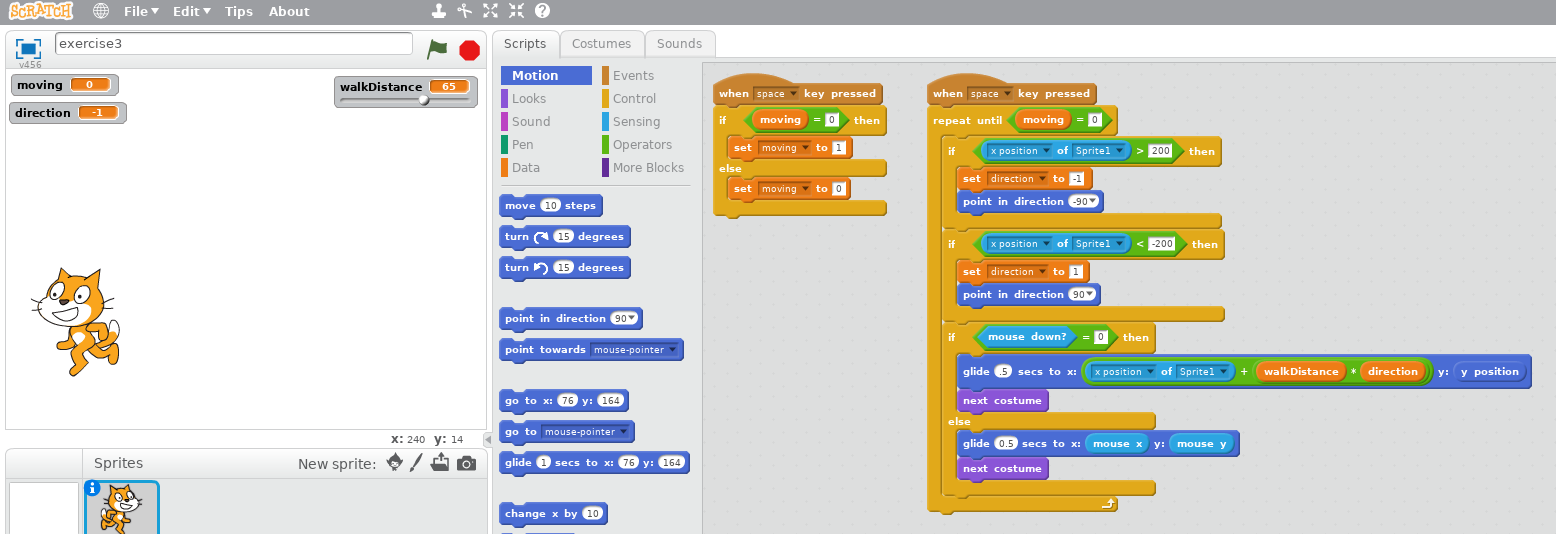 SCRATCH File Edit Tips About
exercise3
v456
moving 0
direction -1
walkDistance 65
x: 240 y: 14
Sprites New sprite:
Scripts Costumes Sounds
Motion Events
Looks Control
Sound Sensing
Pen Operators
Data More Blocks
move 10 steps
turn 15 degrees
turn 15 degrees
point in direction 90
point towards mouse-pointer
go to x: 76 y: 164
go to mouse-pointer
glide 1 secs to x: 76 y: 164
change x by 10
when space key pressed
if moving = 0 then
set moving to 1
else
set moving to 0
when space key pressed
repeat until moving = 0
if x position of Sprite1 > 200 then
set direction to -1
point in direction -90
if x position of Sprite1 < -200 then
set direction to 1
point in direction 90
if mouse down? = 0 then
glide .5 secs to x: x position of Sprite1 + walkDistance * direction y: y position
next costume
else
glide 0.5 secs to x: mouse x y: mouse y
next costume